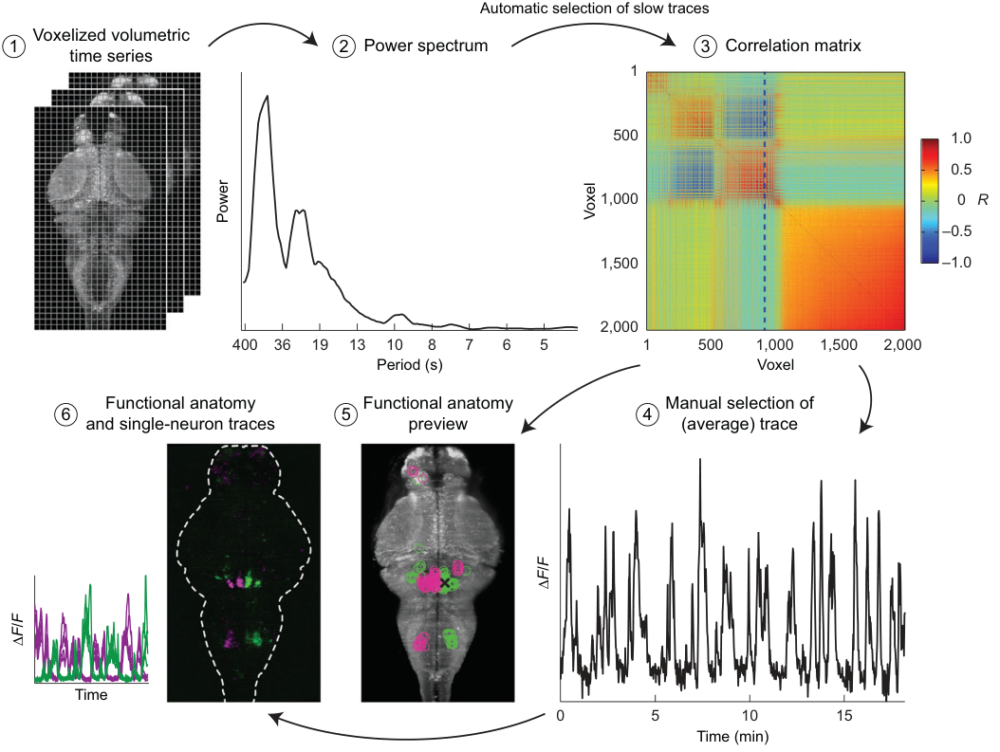 Automatic selection of slow traces
1 Voxelized volumetric
time series
2 Power spectrum
3 Correlation matrix
Power
400 36 19 13 10 8 7 6 5
Period (s)
Voxel
1
500
1,000
1,500
2,000
1 500 1,000 1,500 2,000
Voxel
1.0
0.5
0 R
–0.5
–1.0
6 Functional anatomy
and single-neuron traces
5 Functional anatomy
preview
4 Manual selection of
(average) trace
ΔF/F
Time
ΔF/F
0 5 10 15
Time (min)